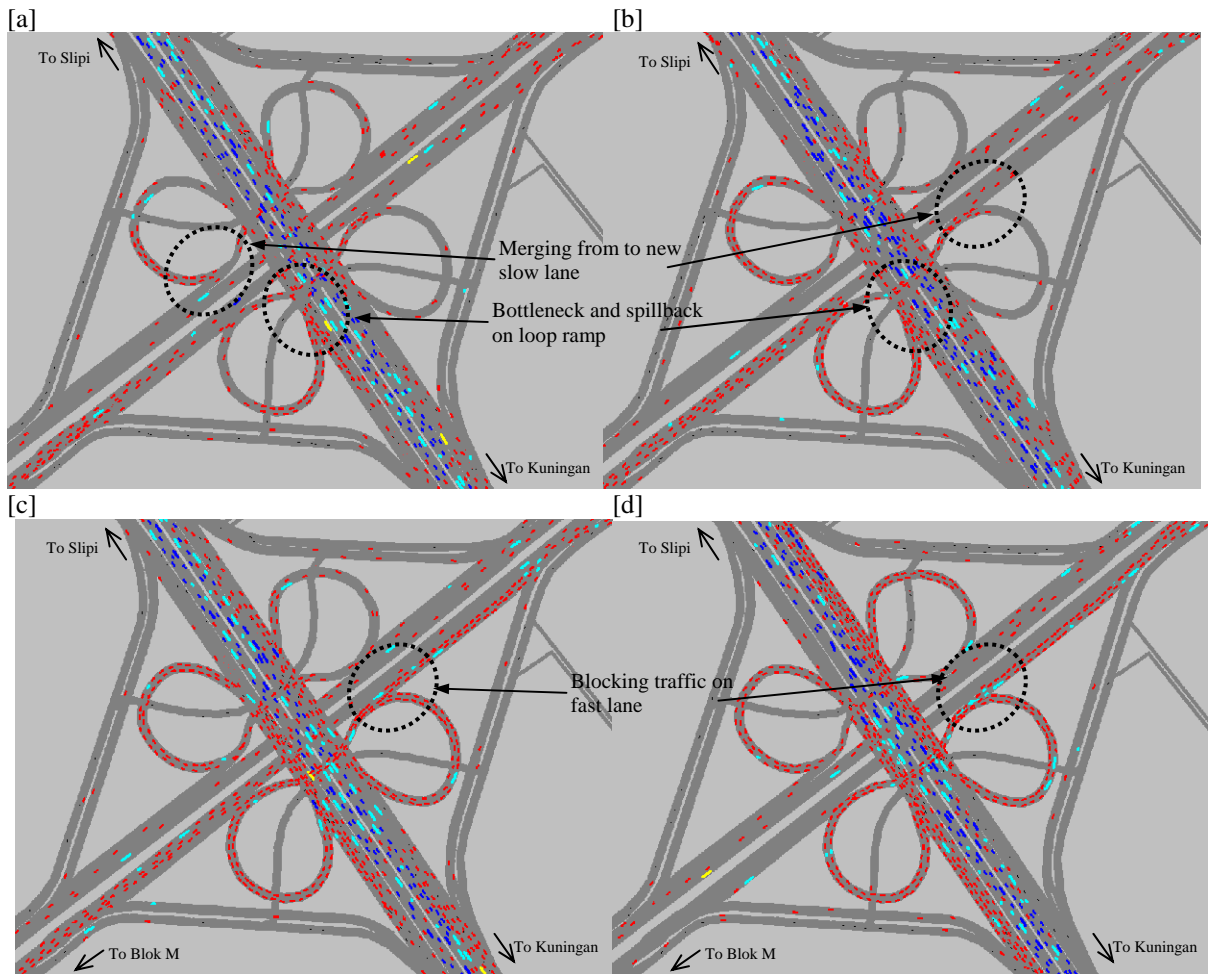 [a]
[b]
To Slipi
To Slipi
Merging from to new
slow lane
Bottleneck and spillback
on loop ramp
To Kuningan
To Kuningan
[c]
[d]
To Slipi
To Slipi
Blocking traffic on
fast lane
To Blok M
To Kuningan
To Blok M
To Kuningan